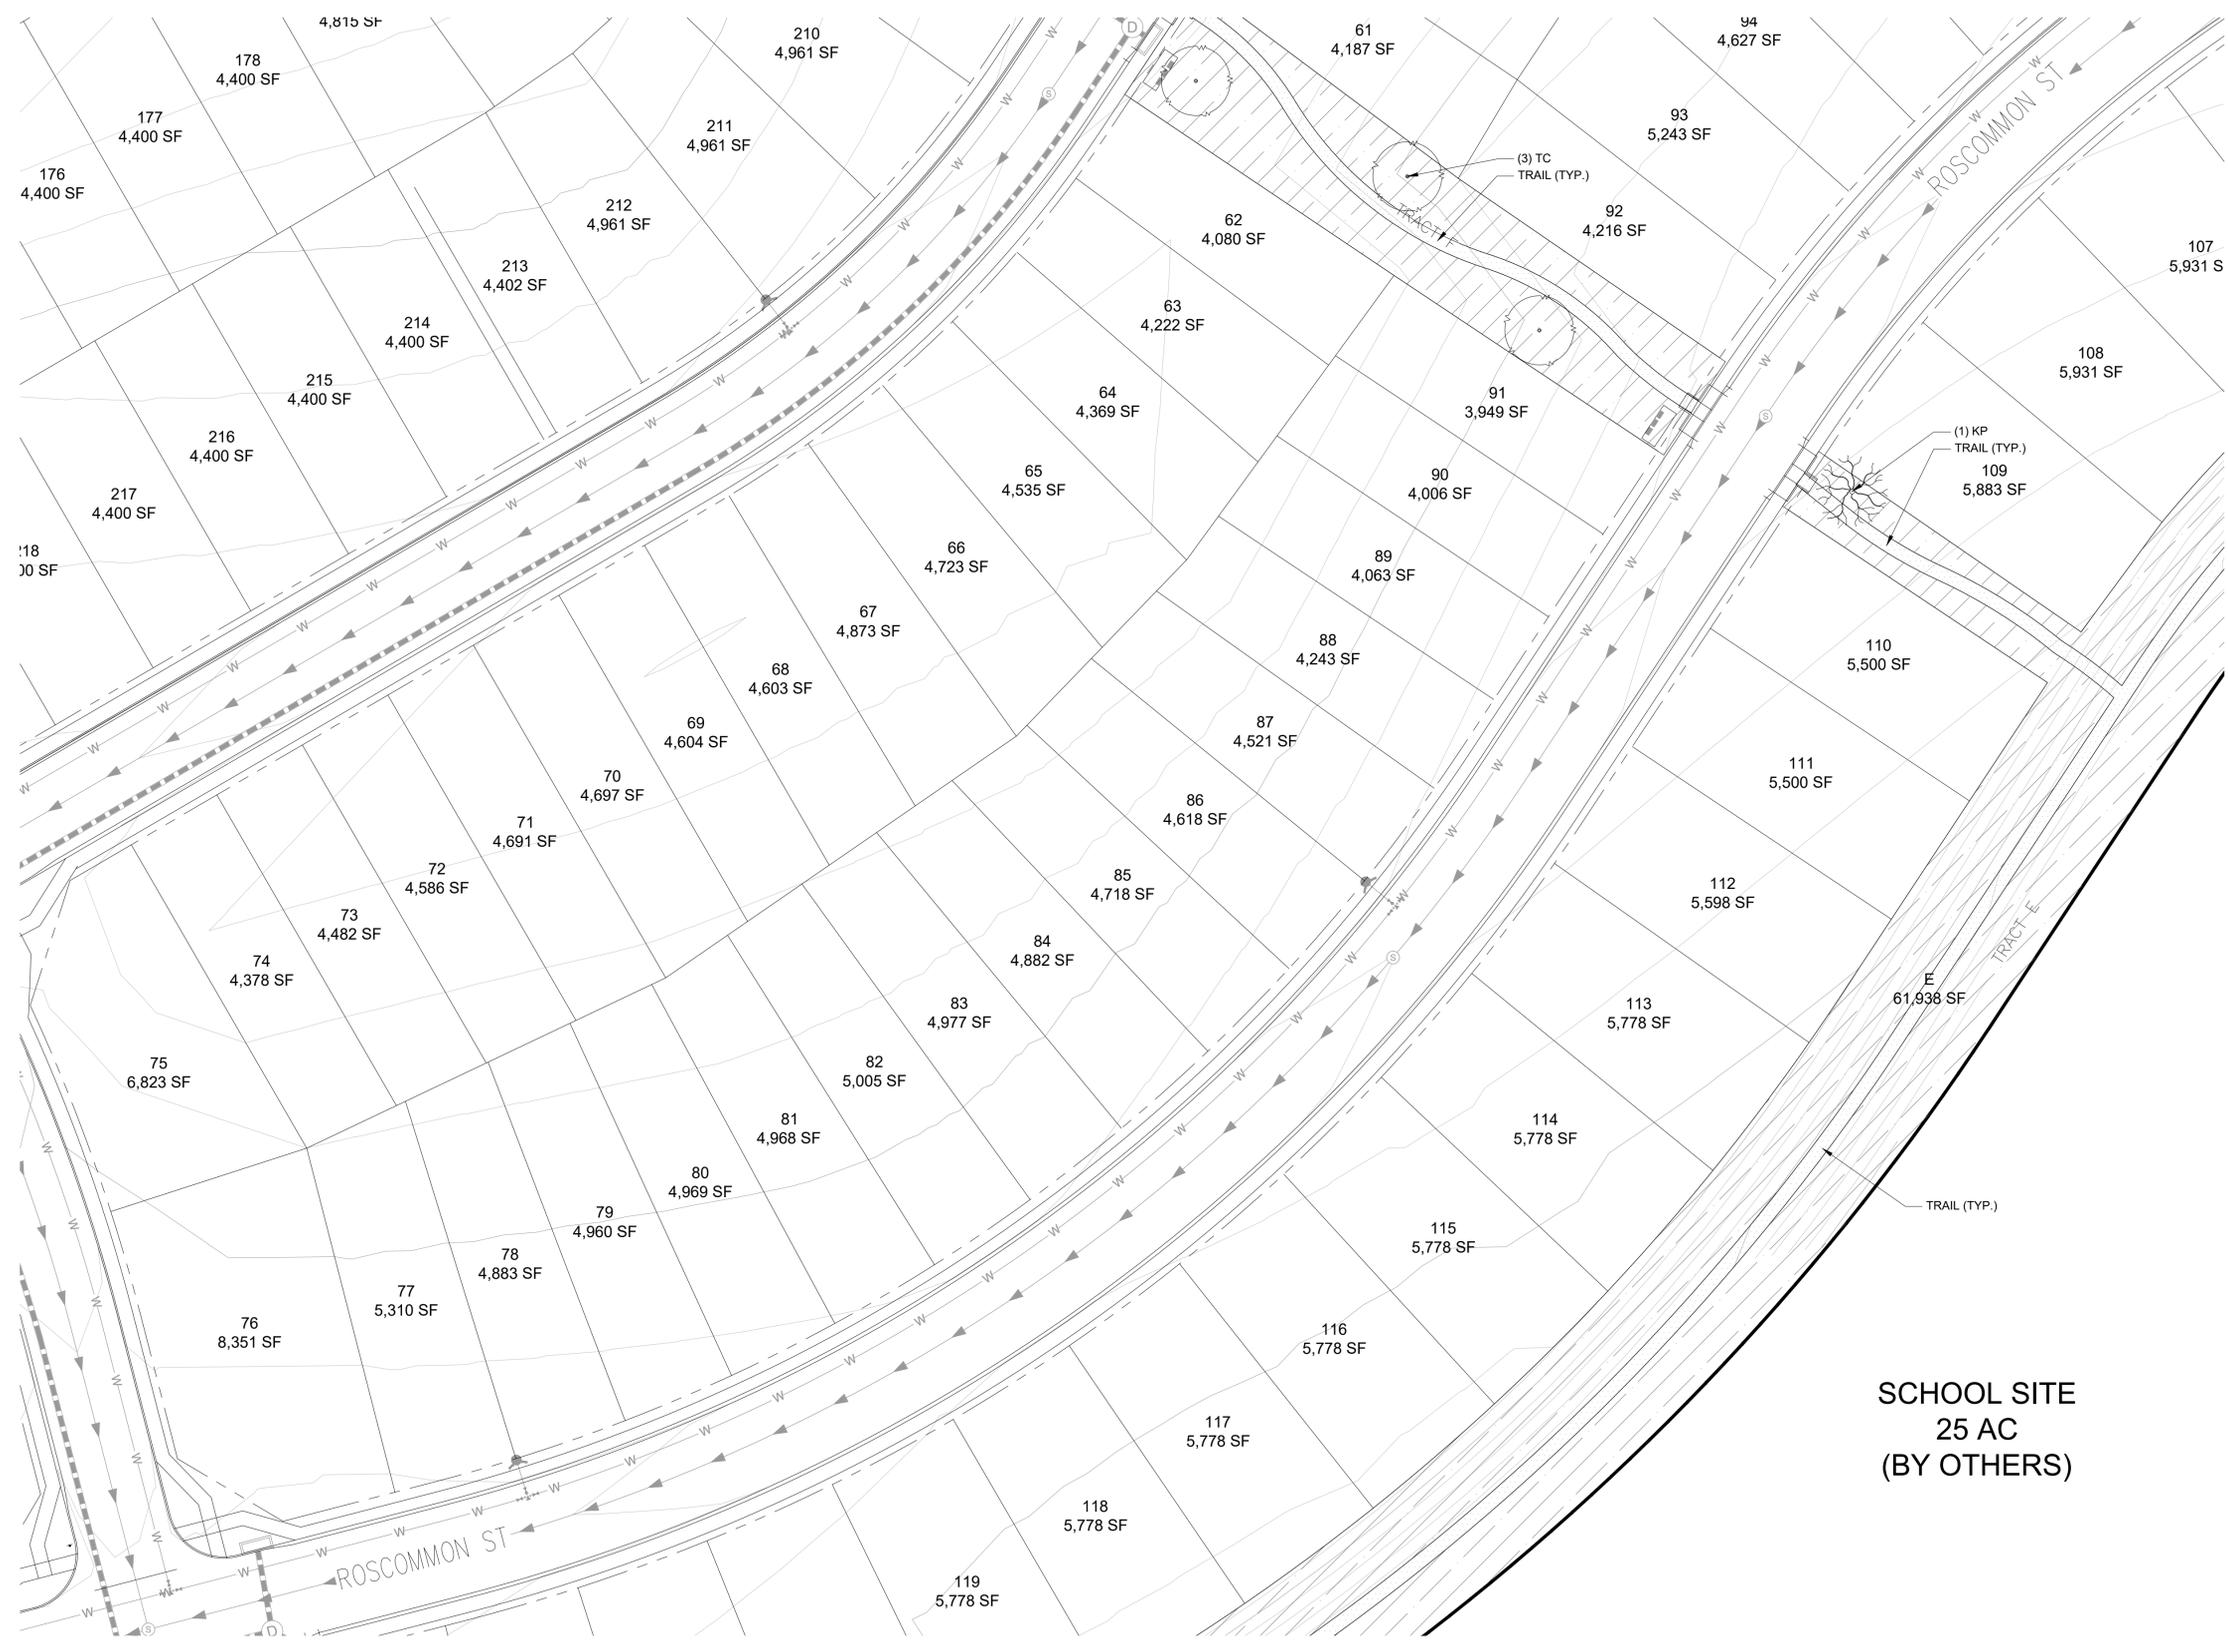 4,815 SF
178
4,400 SF
177
4,400 SF
176
4,400 SF
210
4,961 SF
211
4,961 SF
212
4,961 SF
213
4,402 SF
214
4,400 SF
215
4,400 SF
216
4,400 SF
217
4,400 SF
D
S
61
4,187 SF
94
4,627 SF
93
5,243 SF
ROSCOMMON ST
(3) TC
TRAIL (TYP.)
TRACT E
92
4,216 SF
62
4,080 SF
63
4,222 SF
64
4,369 SF
65
4,535 SF
66
4,723 SF
67
4,873 SF
68
4,603 SF
69
4,604 SF
70
4,697 SF
71
4,691 SF
72
4,586 SF
73
4,482 SF
74
4,378 SF
75
6,823 SF
91
3,949 SF
90
4,006 SF
89
4,063 SF
88
4,243 SF
87
4,521 SF
86
4,618 SF
85
4,718 SF
84
4,882 SF
83
4,977 SF
82
5,005 SF
81
4,968 SF
80
4,969 SF
79
4,960 SF
78
4,883 SF
77
5,310 SF
76
8,351 SF
107
5,931 S
108
5,931 SF
S
(1) KP
TRAIL (TYP.)
109
5,883 SF
110
5,500 SF
111
5,500 SF
112
5,598 SF
113
5,778 SF
114
5,778 SF
115
5,778 SF
116
5,778 SF
117
5,778 SF
118
5,778 SF
119
5,778 SF
S
TRACT E
E
61,938 SF
TRAIL (TYP.)
SCHOOL SITE
25 AC
(BY OTHERS)
ROSCOMMON ST
S
D